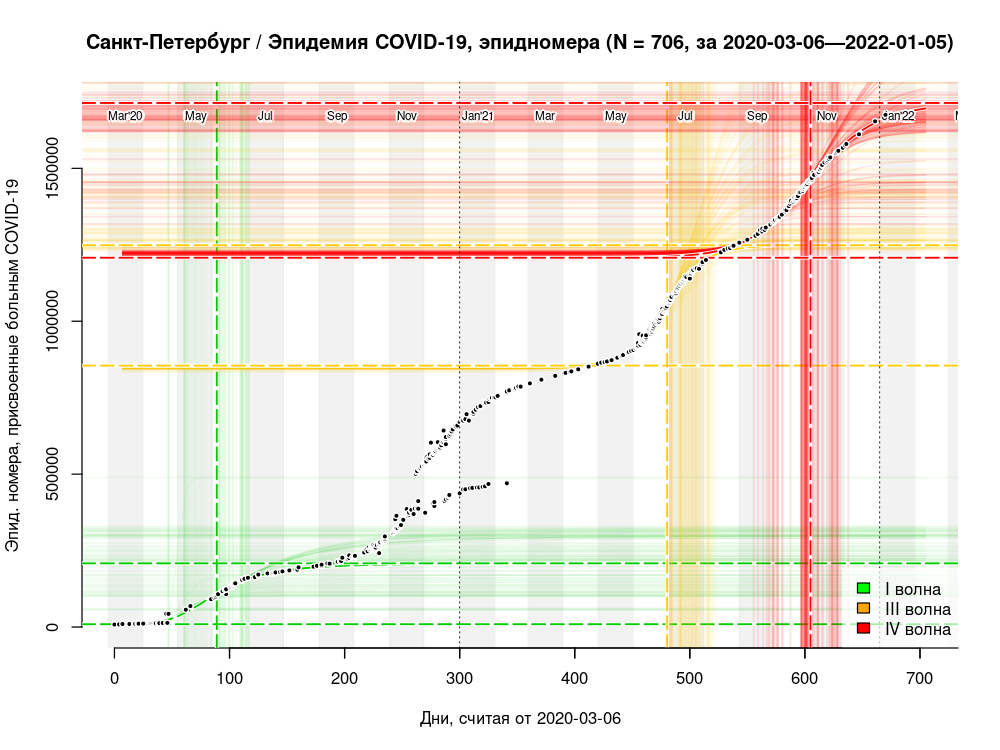 Санкт-Петербург / Эпидемия COVID-19, эпидномера (N = 706, за 2020-03-06—2022-01-05)
Mar'20 May Jul Sep Nov Jan'21 Mar May Jul Sep Nov Jan'22
Эпид. номера, присвоенные больным COVID-19
1500000
1000000
500000
0
I волна
III волна
IV волна
0 100 200 300 400 500 600 700
Дни, считая от 2020-03-06